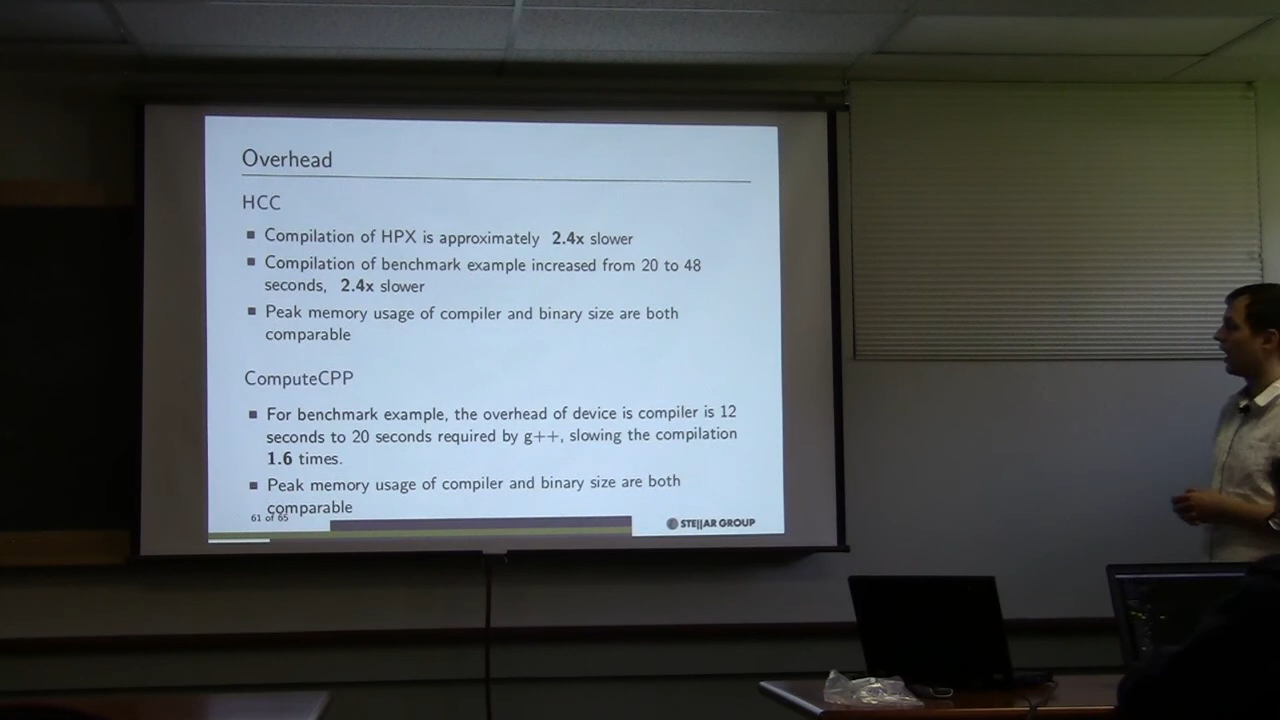 Overhead
HCC
Compilation of HPX is approximately 2.4x slower
Compilation of benchmark example increased from 20 to 48
seconds, 2.4x slower
Peak memory usage of compiler and binary size are both
comparable
ComputeCPP
For benchmark example, the overhead of device is compiler is 12
seconds to 20 seconds required by g++, slowing the compilation
1.6 times.
Peak memory usage of compiler and binary size are both
comparable
61 of 65
STE||AR GROUP